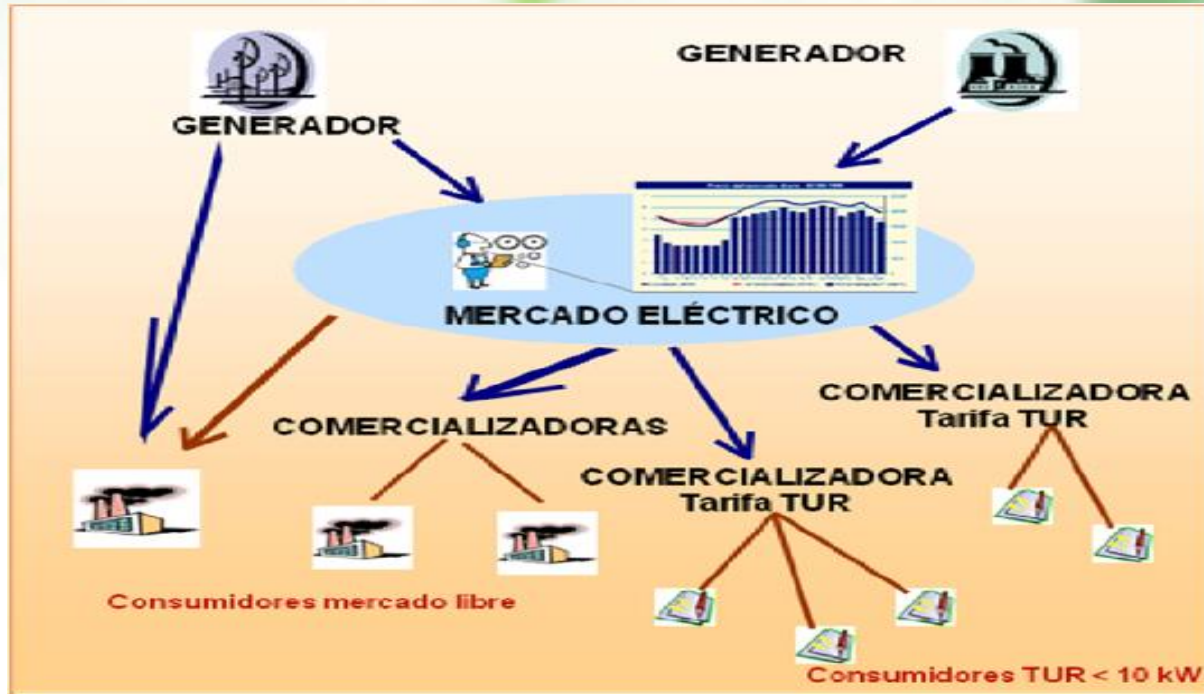 GENERADOR
GENERADOR
MERCADO ELÉCTRICO
COMERCIALIZADORAS
COMERCIALIZADORA
Tarifa TUR
COMERCIALIZADORA
Tarifa TUR
Consumidores mercado libre
Consumidores TUR < 10 kW